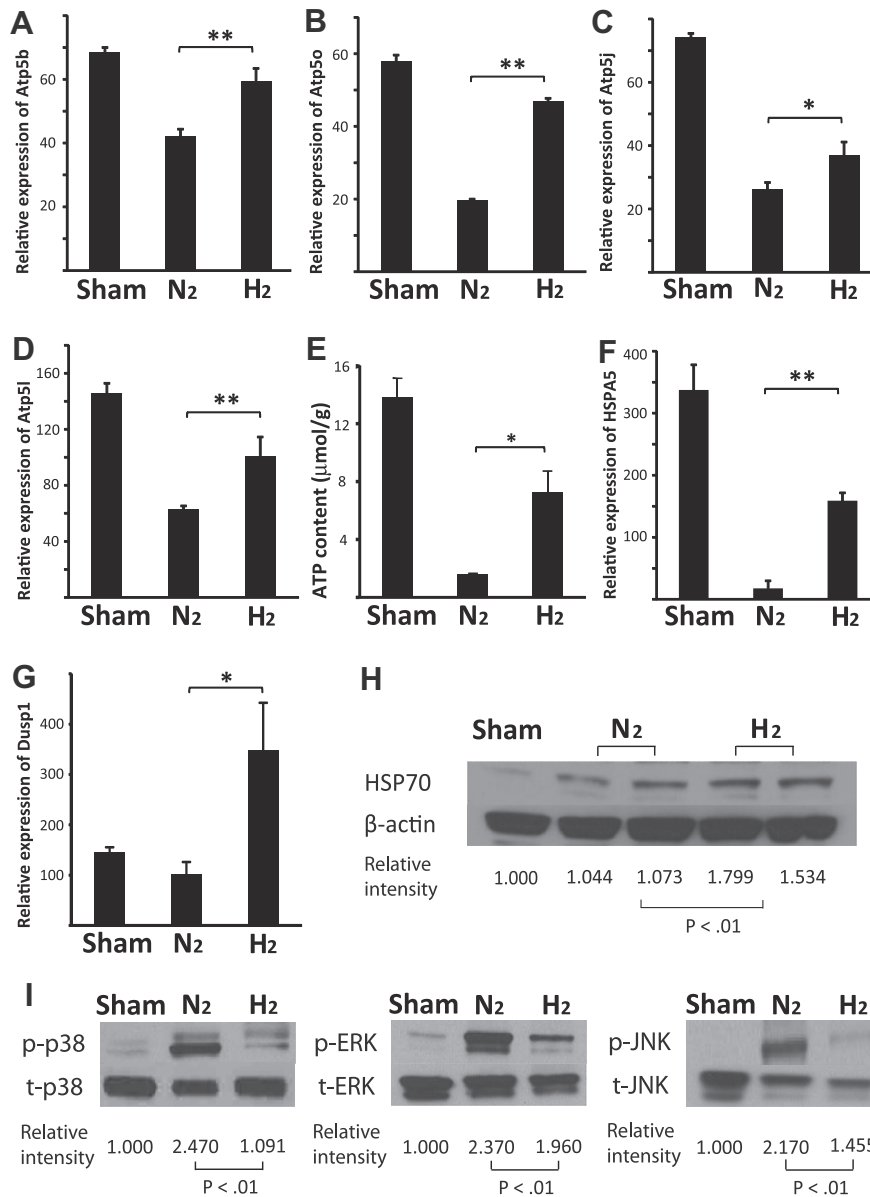 A
Relative expression of Atp5b
60
40
20
**
Sham N₂ H₂
B
Relative expression of Atp5o
60
40
20
**
Sham N₂ H₂
C
Relative expression of Atp5j
60
40
20
*
Sham N₂ H₂
D
Relative expression of Atp5l
160
120
80
40
**
Sham N₂ H₂
E
ATP content (μmol/g)
16
12
8
4
*
Sham N₂ H₂
F
Relative expression of HSPA5
400
300
200
100
**
Sham N₂ H₂
G
Relative expression of Dusp1
400
300
200
100
*
Sham N₂ H₂
H
Sham N₂ H₂
HSP70
β-actin
Relative intensity 1.000 1.044 1.073 1.799 1.534
P < .01
I
Sham N₂ H₂
p-p38
t-p38
Relative intensity 1.000 2.470 1.091
P < .01
Sham N₂ H₂
p-ERK
t-ERK
Relative intensity 1.000 2.370 1.960
P < .01
Sham N₂ H₂
p-JNK
t-JNK
Relative intensity 1.000 2.170 1.455
P < .01